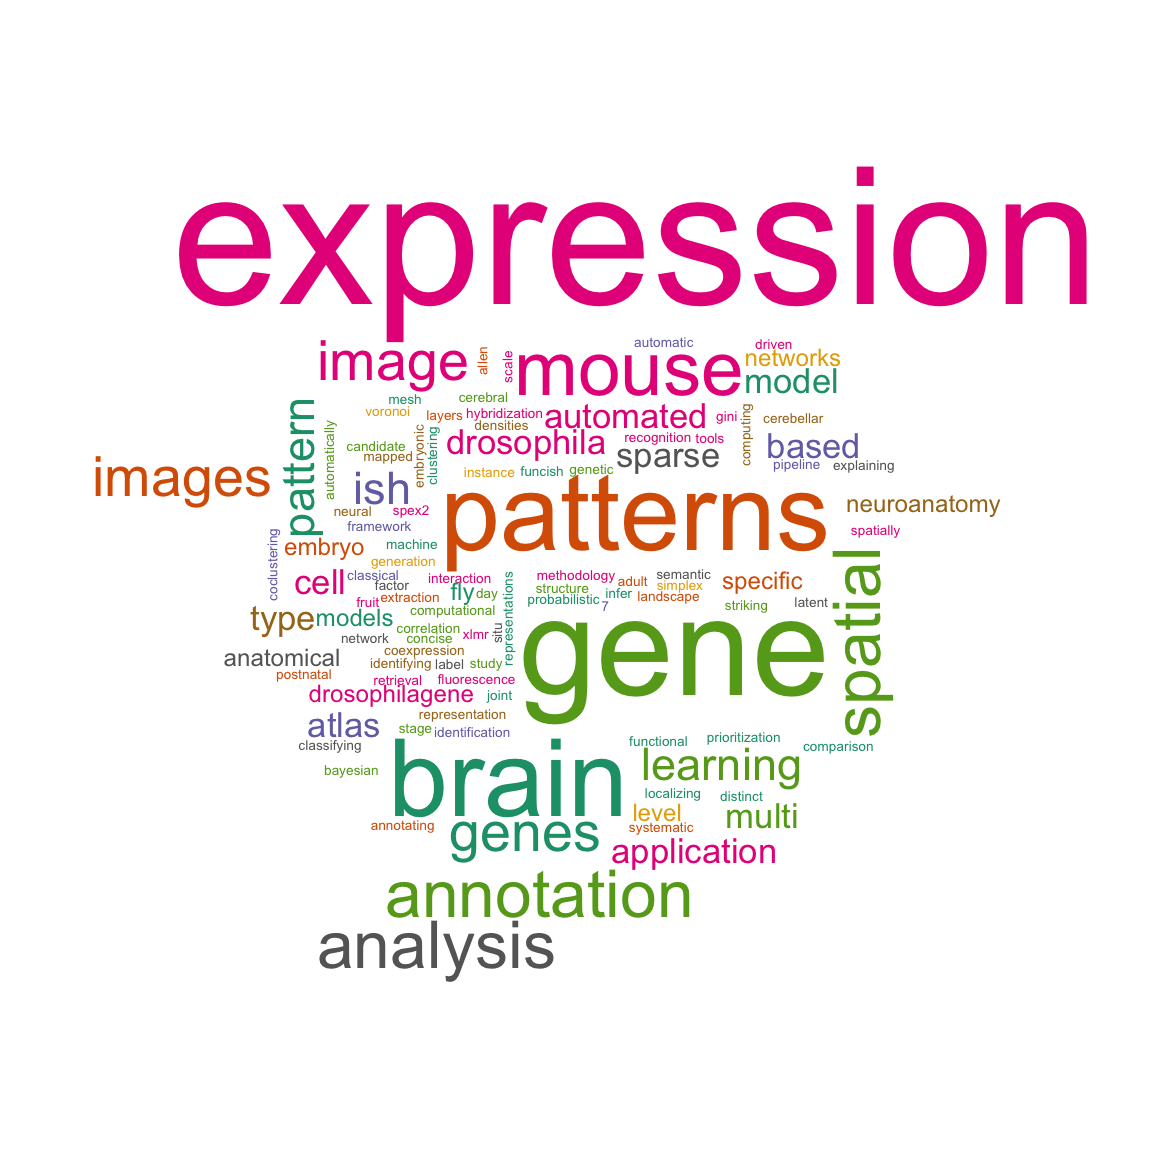 expression
automatic
driven
image
allen
scale
mouse
networks
model
mesh
cerebral
voronoi
layers
hybridization
automated
gini
computing
cerebellar
pattern
automatically
densities
candidate
mapped
embryonic
clustering
drosophila
recognition
tools
sparse
based
pipeline
explaining
images
ish
instance
funcish
genetic
patterns
neuroanatomy
neural
spex2
framework
spatially
codustering
embryo
machine
generation
cell
classical
factor
interaction
methodology
adult
semantic
simplex
specific
fruit
extraction
fly
day
representations
structure
probabilistic
infer
7
landscape
striking
latent
spatial
type
models
computational
correlation
concise
xlmr
situ
network
gene
anatomical
coexpression
identifying
label
study
postnatal
retrieval
fluorescence
drosophilagene
joint
atlas
representation
stage
identification
classifying
functional
prioritization
comparison
bayesian
brain
learning
localizing
distinct
annotating
genes
level
systematic
multi
application
annotation
analysis